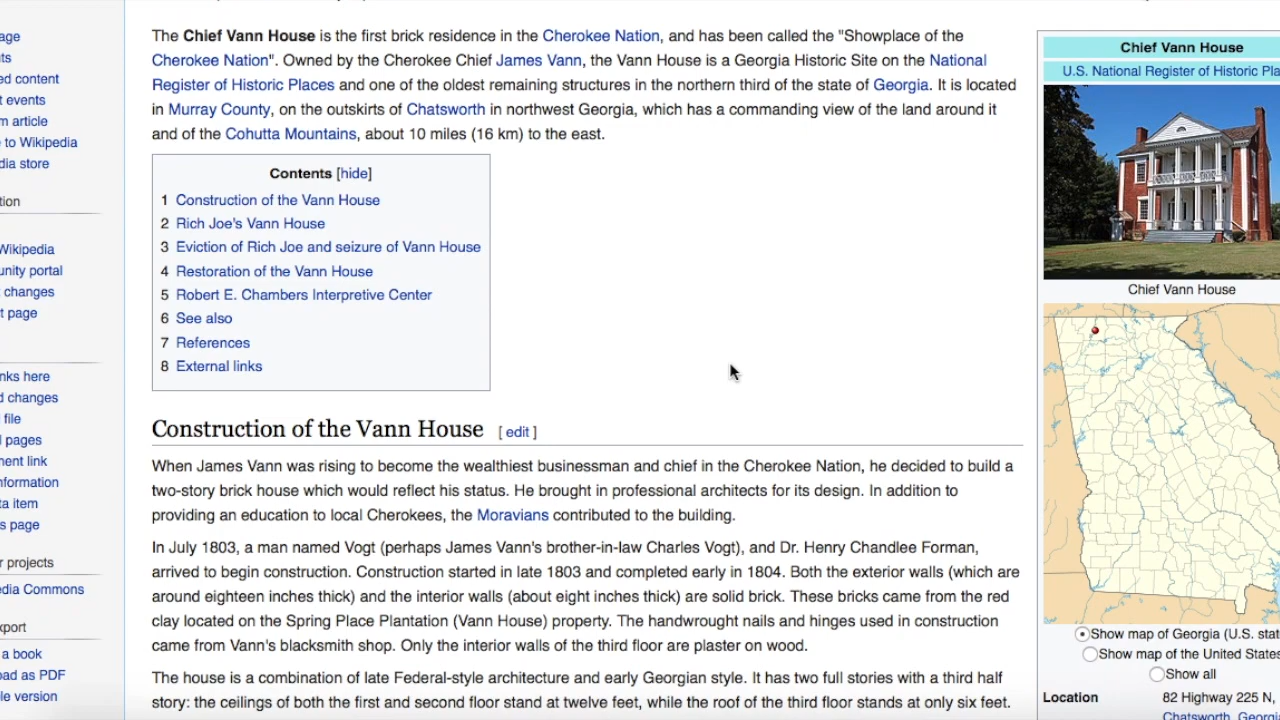 The Chief Vann House is the first brick residence in the Cherokee Nation, and has been called the "Showplace of the
Cherokee Nation". Owned by the Cherokee Chief James Vann, the Vann House is a Georgia Historic Site on the National
Register of Historic Places and one of the oldest remaining structures in the northern third of the state of Georgia. It is located
in Murray County, on the outskirts of Chatsworth in northwest Georgia, which has a commanding view of the land around it
and of the Cohutta Mountains, about 10 miles (16 km) to the east.
Contents [hide]
1 Construction of the Vann House
2 Rich Joe's Vann House
3 Eviction of Rich Joe and seizure of Vann House
4 Restoration of the Vann House
5 Robert E. Chambers Interpretive Center
6 See also
7 References
8 External links
Construction of the Vann House [ edit ]
When James Vann was rising to become the wealthiest businessman and chief in the Cherokee Nation, he decided to build a
two-story brick house which would reflect his status. He brought in professional architects for its design. In addition to
providing an education to local Cherokees, the Moravians contributed to the building.
In July 1803, a man named Vogt (perhaps James Vann's brother-in-law Charles Vogt), and Dr. Henry Chandlee Forman,
arrived to begin construction. Construction started in late 1803 and completed early in 1804. Both the exterior walls (which are
around eighteen inches thick) and the interior walls (about eight inches thick) are solid brick. These bricks came from the red
clay located on the Spring Place Plantation (Vann House) property. The handwrought nails and hinges used in construction
came from Vann's blacksmith shop. Only the interior walls of the third floor are plaster on wood.
The house is a combination of late Federal-style architecture and early Georgian style. It has two full stories with a third half
story: the ceilings of both the first and second floor stand at twelve feet, while the roof of the third floor stands at only six feet.
age
ts
ed content
t events
m article
e to Wikipedia
dia store
tion
Wikipedia
unity portal
t changes
t page
nks here
d changes
file
l pages
nent link
nformation
ta item
s page
r projects
edia Commons
xport
a book
oad as PDF
le version
Chief Vann House
U.S. National Register of Historic Pla
Chief Vann House
Show map of Georgia (U.S. stat
Show map of the United States
Show all
Location 82 Highway 225 N,
Chatsworth, Georgi